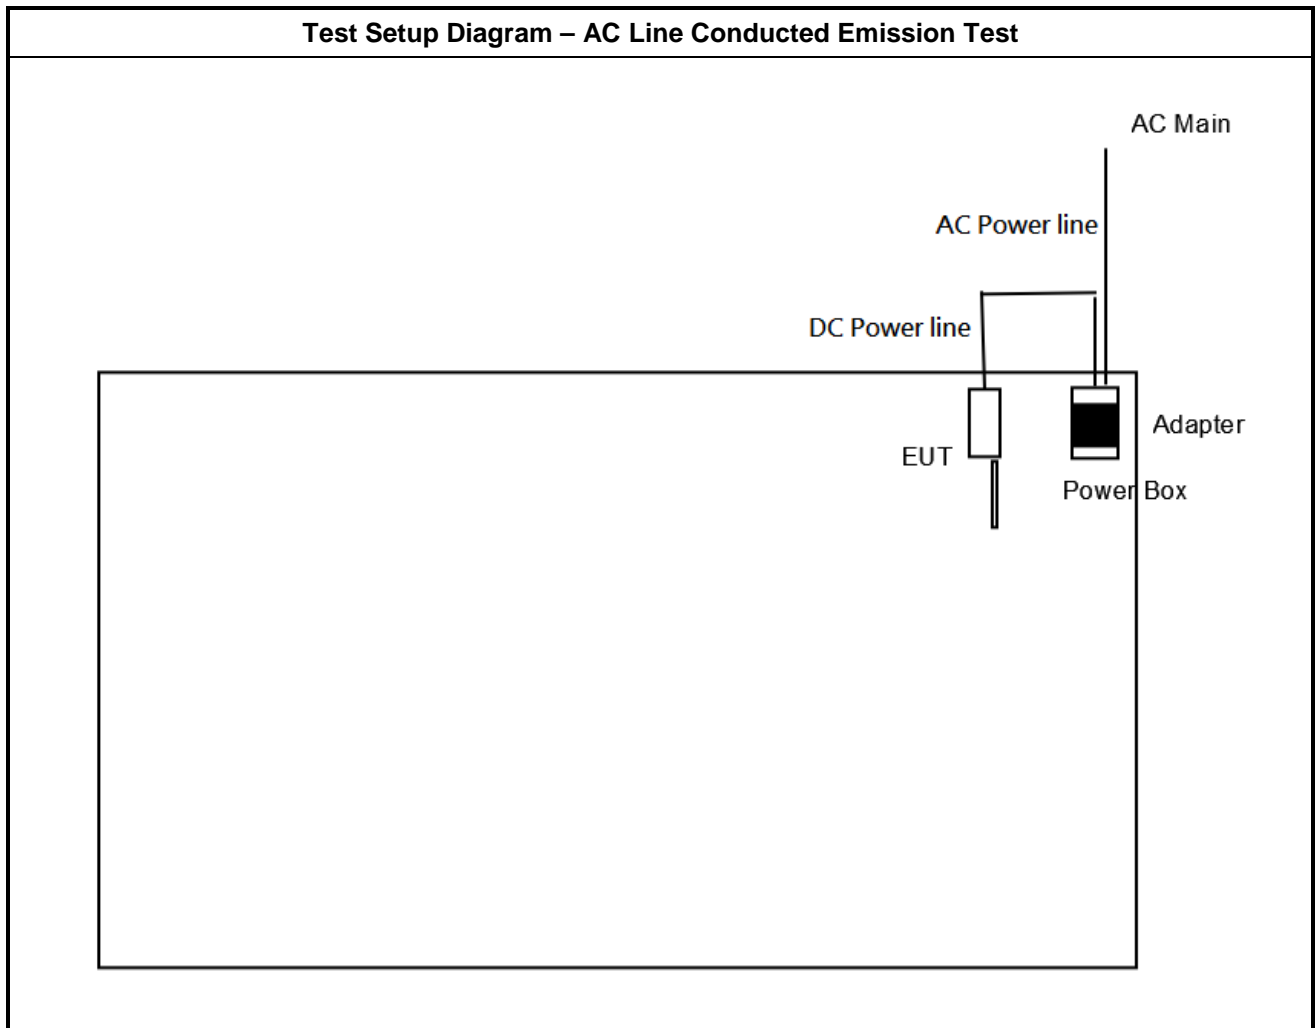 Test Setup Diagram – AC Line Conducted Emission Test
AC Main
AC Power line
DC Power line
Adapter
EUT
Power Box